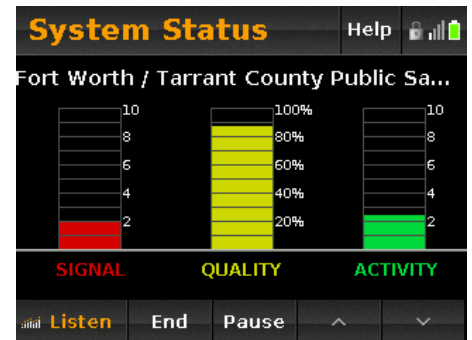 System Status Help
Fort Worth / Tarrant County Public Sa...
10 100% 10
8 80% 8
6 60% 6
4 40% 4
2 20% 2
SIGNAL QUALITY ACTIVITY
Listen End Pause